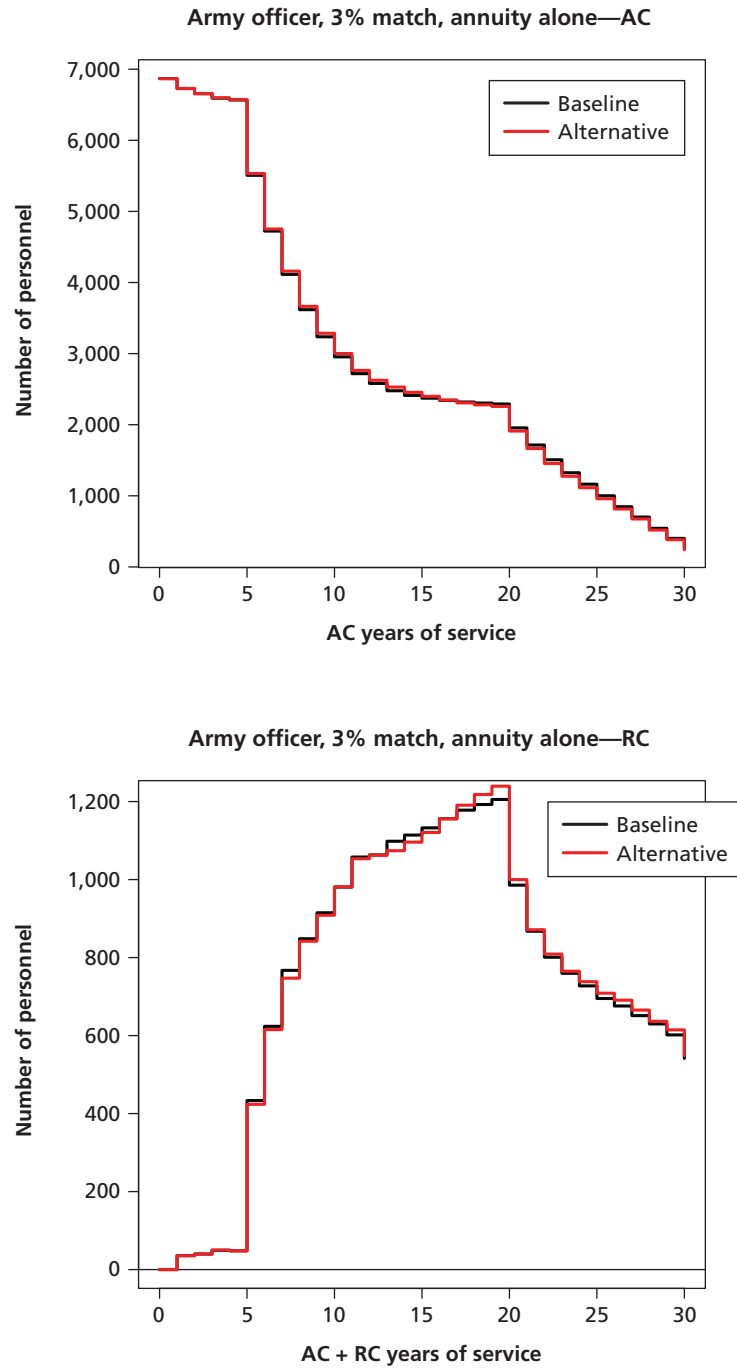 Army officer, 3% match, annuity alone—AC
7,000
6,000
5,000
4,000
3,000
2,000
1,000
0
Number of personnel
Baseline
Alternative
0 5 10 15 20 25 30
AC years of service
Army officer, 3% match, annuity alone—RC
1,200
1,000
800
600
400
200
0
Number of personnel
Baseline
Alternative
0 5 10 15 20 25 30
AC + RC years of service